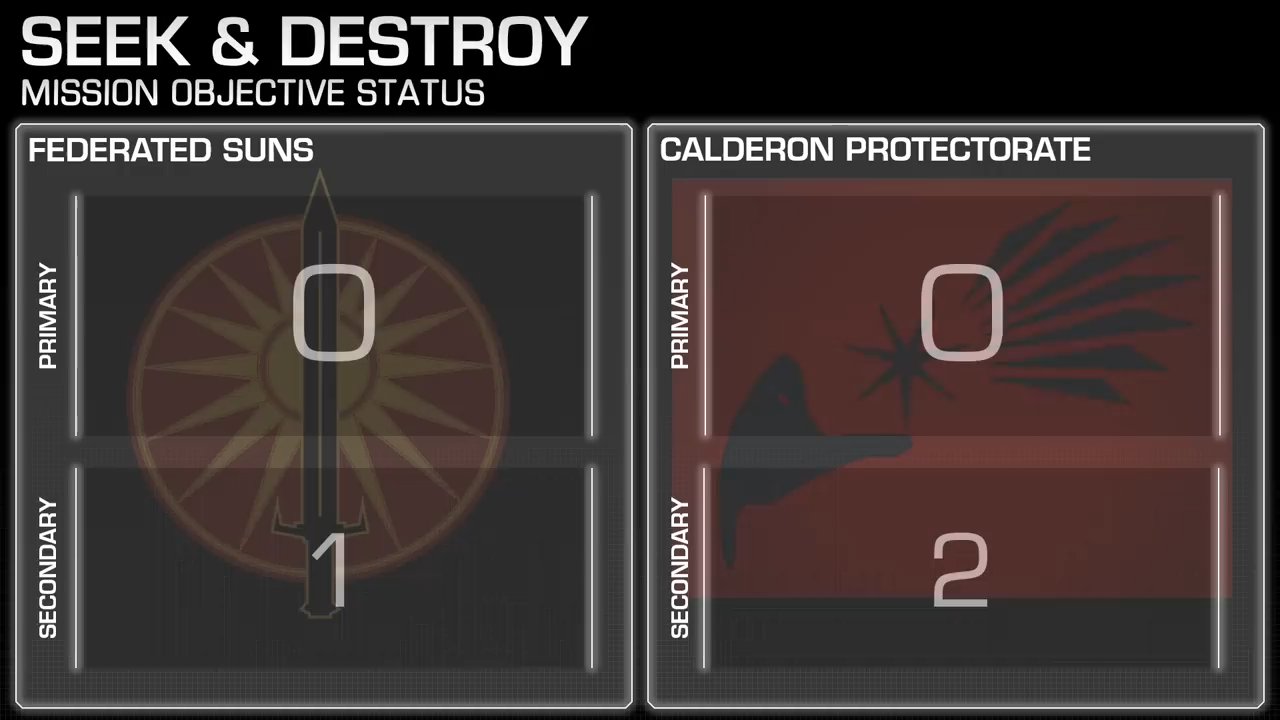 SEEK & DESTROY
MISSION OBJECTIVE STATUS
FEDERATED SUNS
PRIMARY
0
SECONDARY
1
CALDERON PROTECTORATE
PRIMARY
0
SECONDARY
2